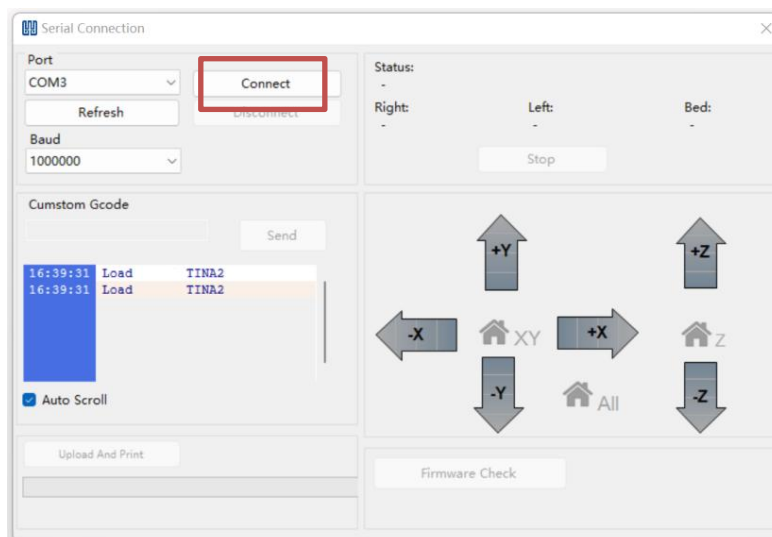 Serial Connection
Port
COM3
Connect
Refresh
Disconnect
Baud
1000000
Status:
-
Right:
Left:
Bed:
-
-
-
Stop
Cumstom Gcode
Send
16:39:31 Load TINA2
16:39:31 Load TINA2
Auto Scroll
+Y
+Z
-X
XY
+X
Z
-Y
All
-Z
Upload And Print
Firmware Check